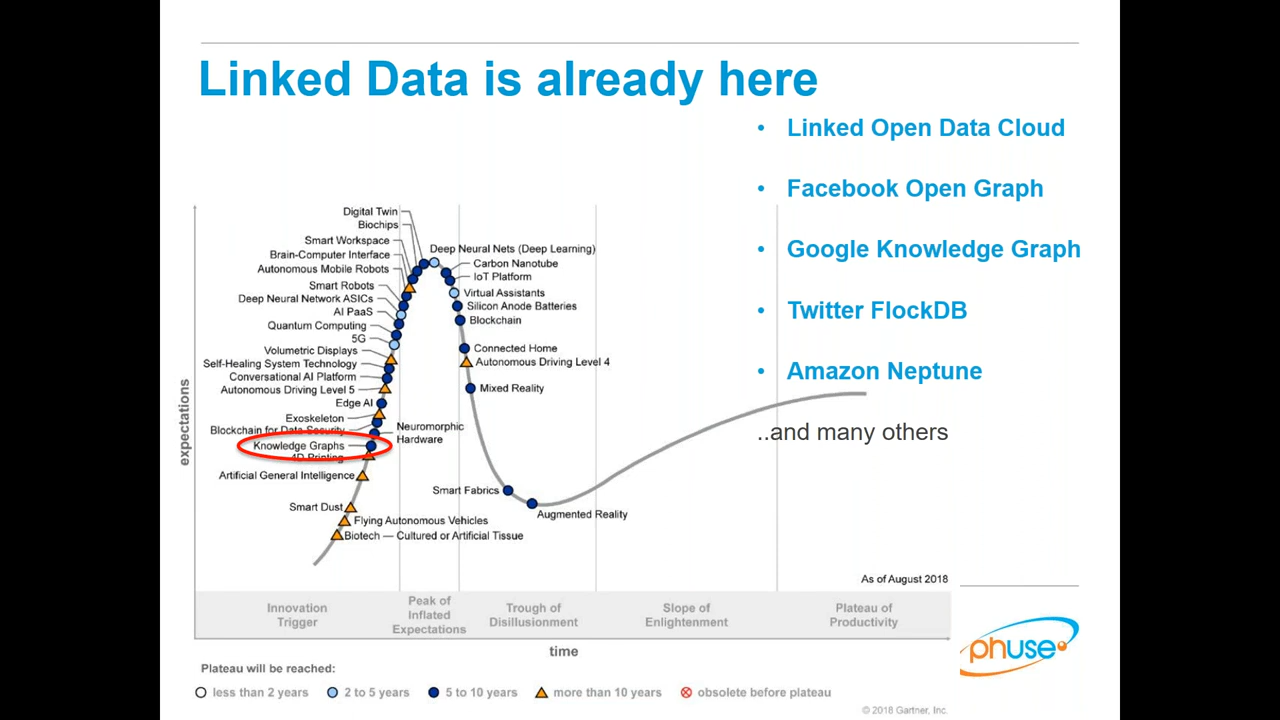 Linked Data is already here
• Linked Open Data Cloud
• Facebook Open Graph
• Google Knowledge Graph
• Twitter FlockDB
• Amazon Neptune
..and many others
expectations
Digital Twin
Biochips
Smart Workspace
Brain-Computer Interface
Autonomous Mobile Robots
Smart Robots
Deep Neural Network ASICs
AI PaaS
Quantum Computing
5G
Volumetric Displays
Self-Healing System Technology
Conversational AI Platform
Autonomous Driving Level 5
Edge AI
Exoskeleton
Blockchain for Data Security
Neuromorphic
Hardware
Knowledge Graphs
4D Printing
Artificial General Intelligence
Smart Dust
Flying Autonomous Vehicles
Biotech — Cultured or Artificial Tissue
Deep Neural Nets (Deep Learning)
Carbon Nanotube
IoT Platform
Virtual Assistants
Silicon Anode Batteries
Blockchain
Connected Home
Autonomous Driving Level 4
Mixed Reality
Smart Fabrics
Augmented Reality
As of August 2018
Innovation
Trigger
Peak of
Inflated
Expectations
Trough of
Disillusionment
Slope of
Enlightenment
Plateau of
Productivity
time
Plateau will be reached:
less than 2 years
2 to 5 years
5 to 10 years
more than 10 years
obsolete before plateau
© 2018 Gartner, Inc.
phuse